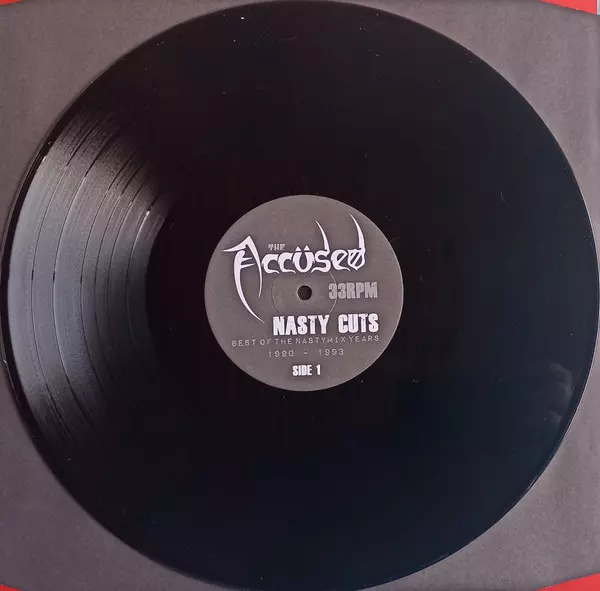 THE
Accüsed
33RPM
NASTY CUTS
BEST OF THE NASTYMIX YEARS
1990 - 1993
SIDE 1